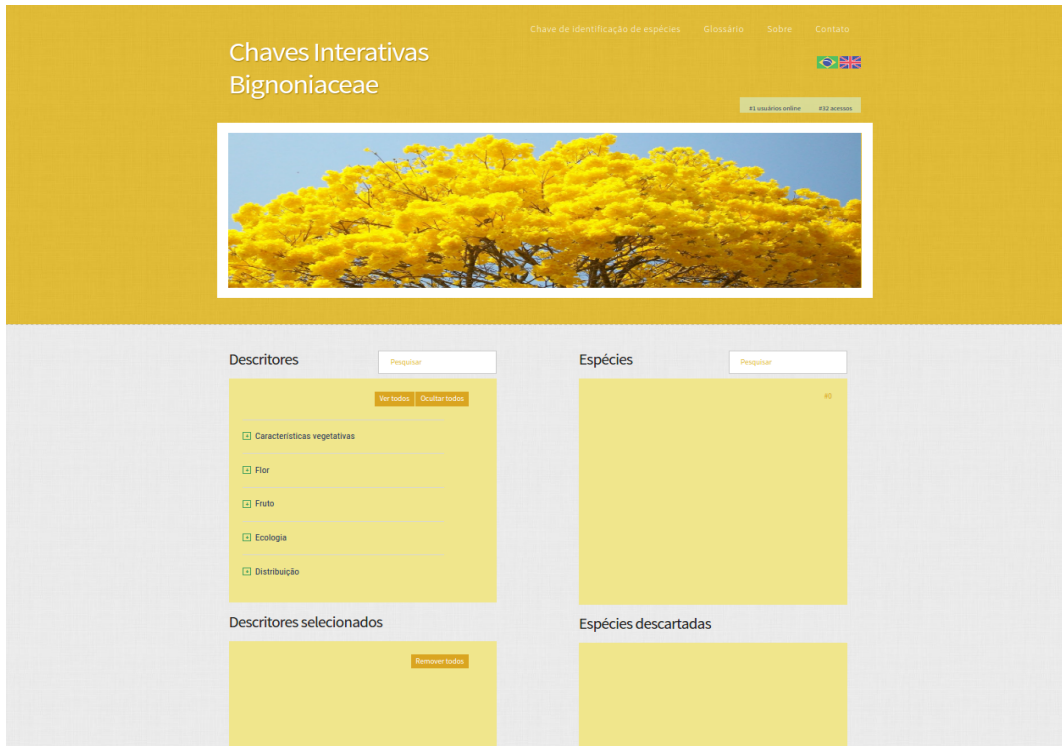 Chave de identificação de espécies Glossário Sobre Contato
Chaves Interativas
Bignoniaceae
#1 usuários online #32 acessos
Descritores
Pesquisar
Ver todos Ocultar todos
Características vegetativas
Flor
Fruto
Ecologia
Distribuição
Espécies
Pesquisar
#0
Descritores selecionados
Remover todos
Espécies descartadas